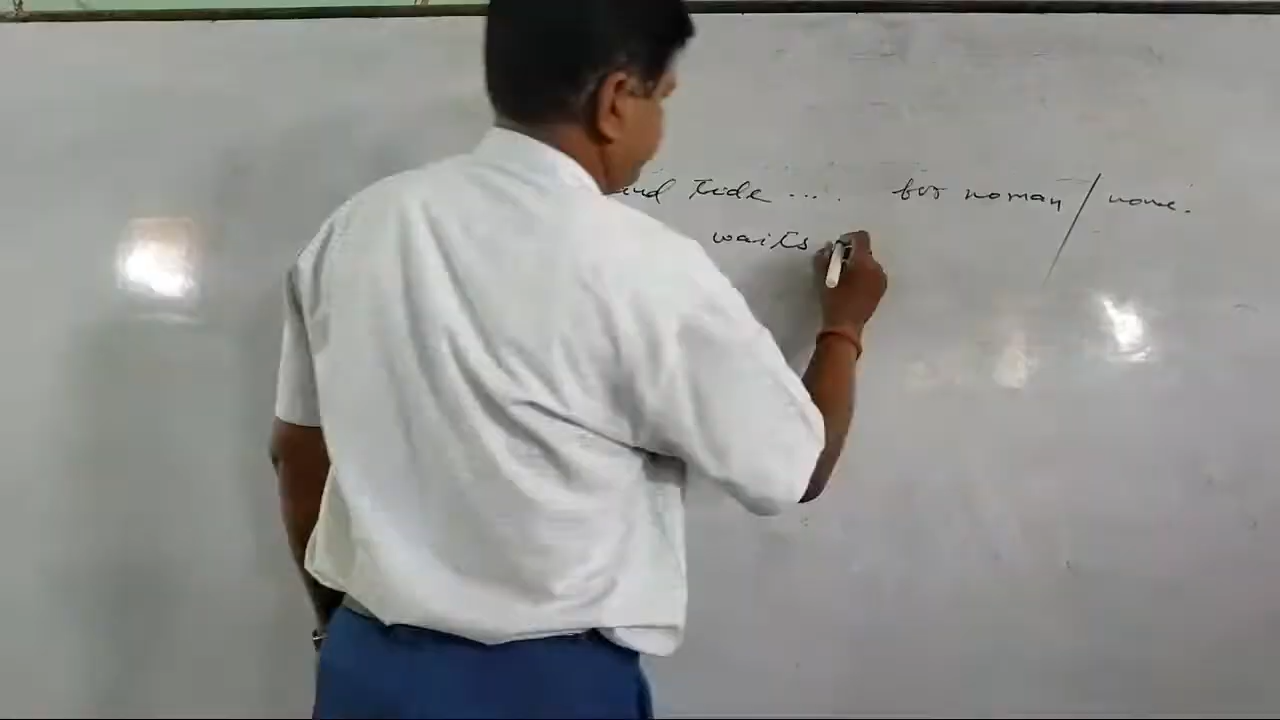 and Tide .... for noman / none.
waits